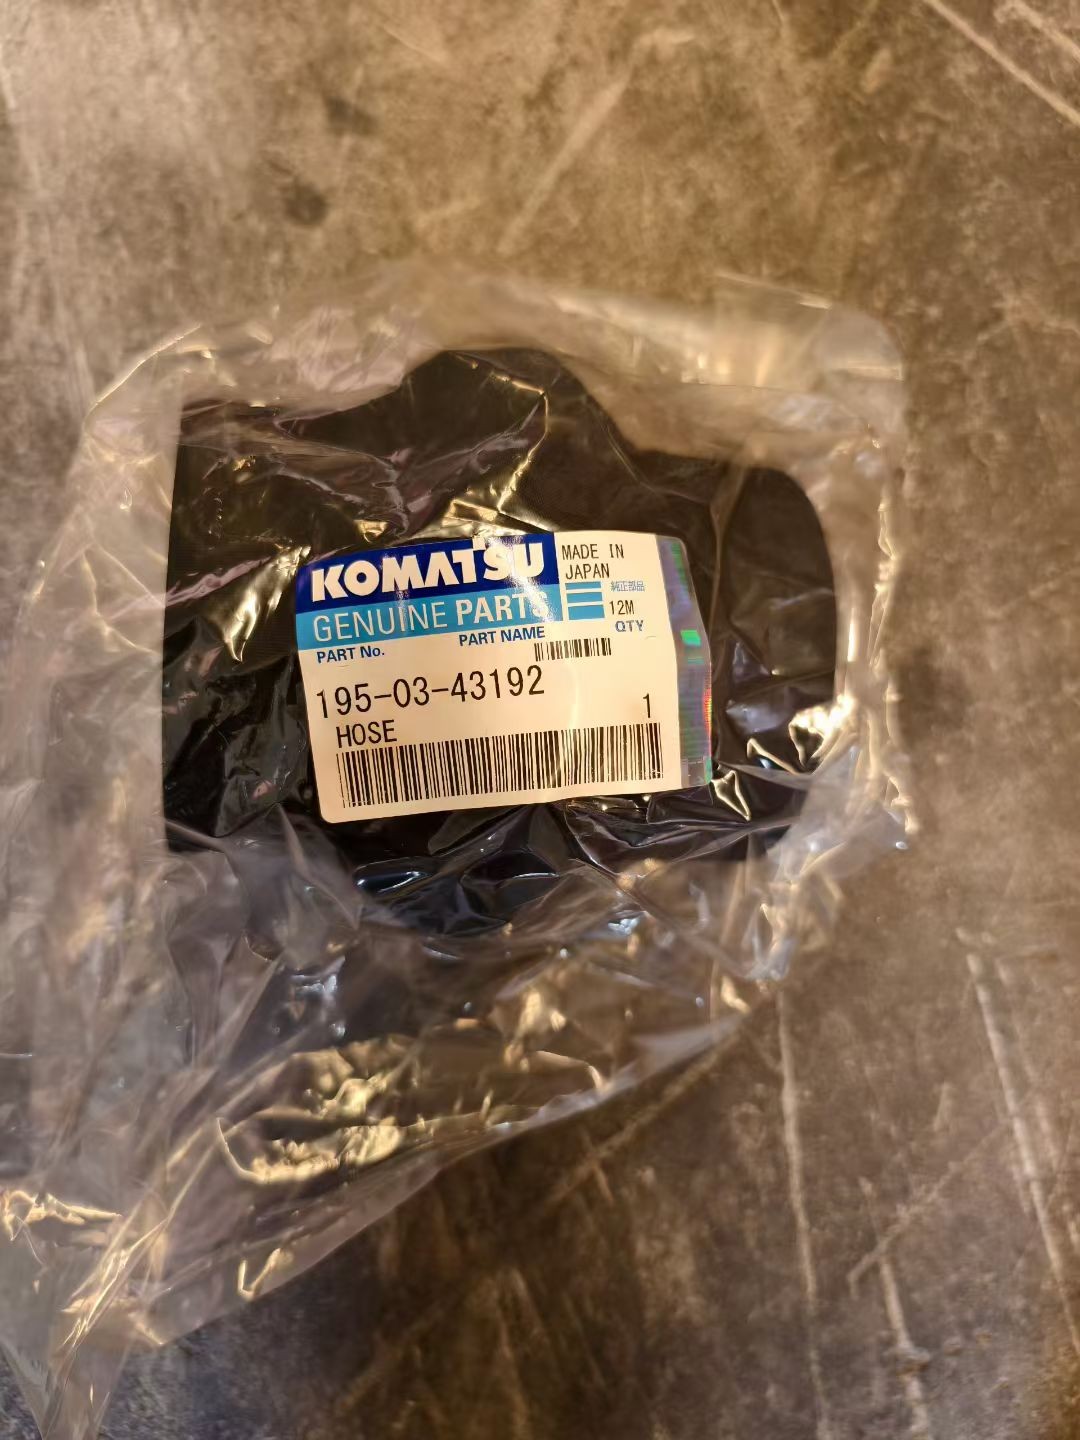 KOMATSU
MADE IN
JAPAN
GENUINE PARTS
純正部品
12M
PART No.
PART NAME
QTY
195-03-43192
HOSE
1